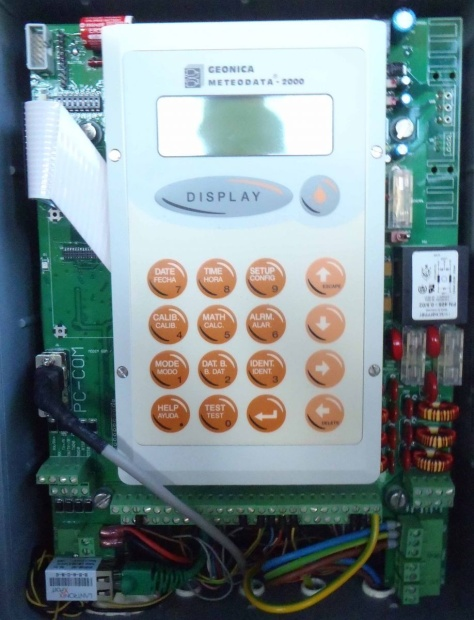 GEONICA
METEODATA®-2000
DISPLAY
DATE
FECHA
7
TIME
HORA
8
SETUP
CONFIG.
9
ESCAPE
CALIB.
CALIB.
4
MATH
CALC.
5
ALRM.
ALAR.
6
MODE
MODO
1
DAT. B.
B. DAT.
2
IDENT.
IDENT.
3
HELP
AYUDA
TEST
TEST
0
DELETE
PC-COM